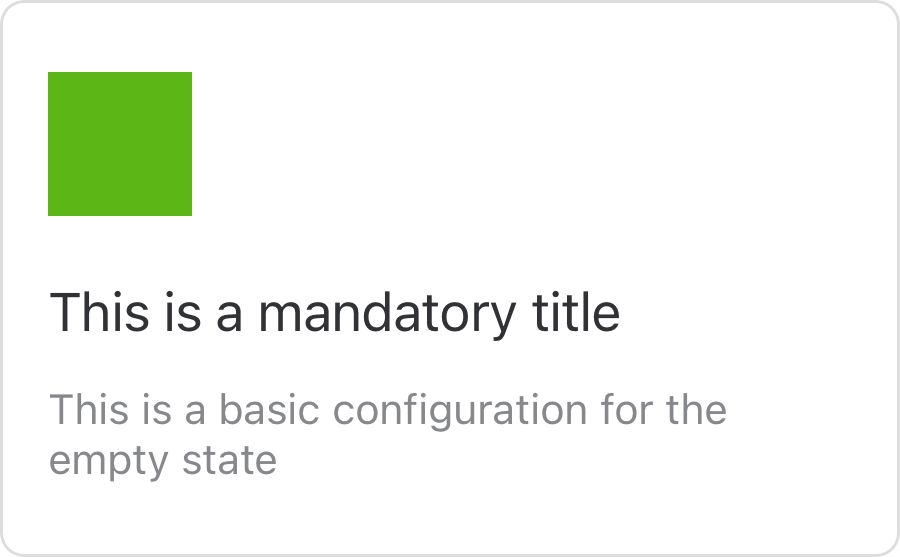 This is a mandatory title
This is a basic configuration for the
empty state